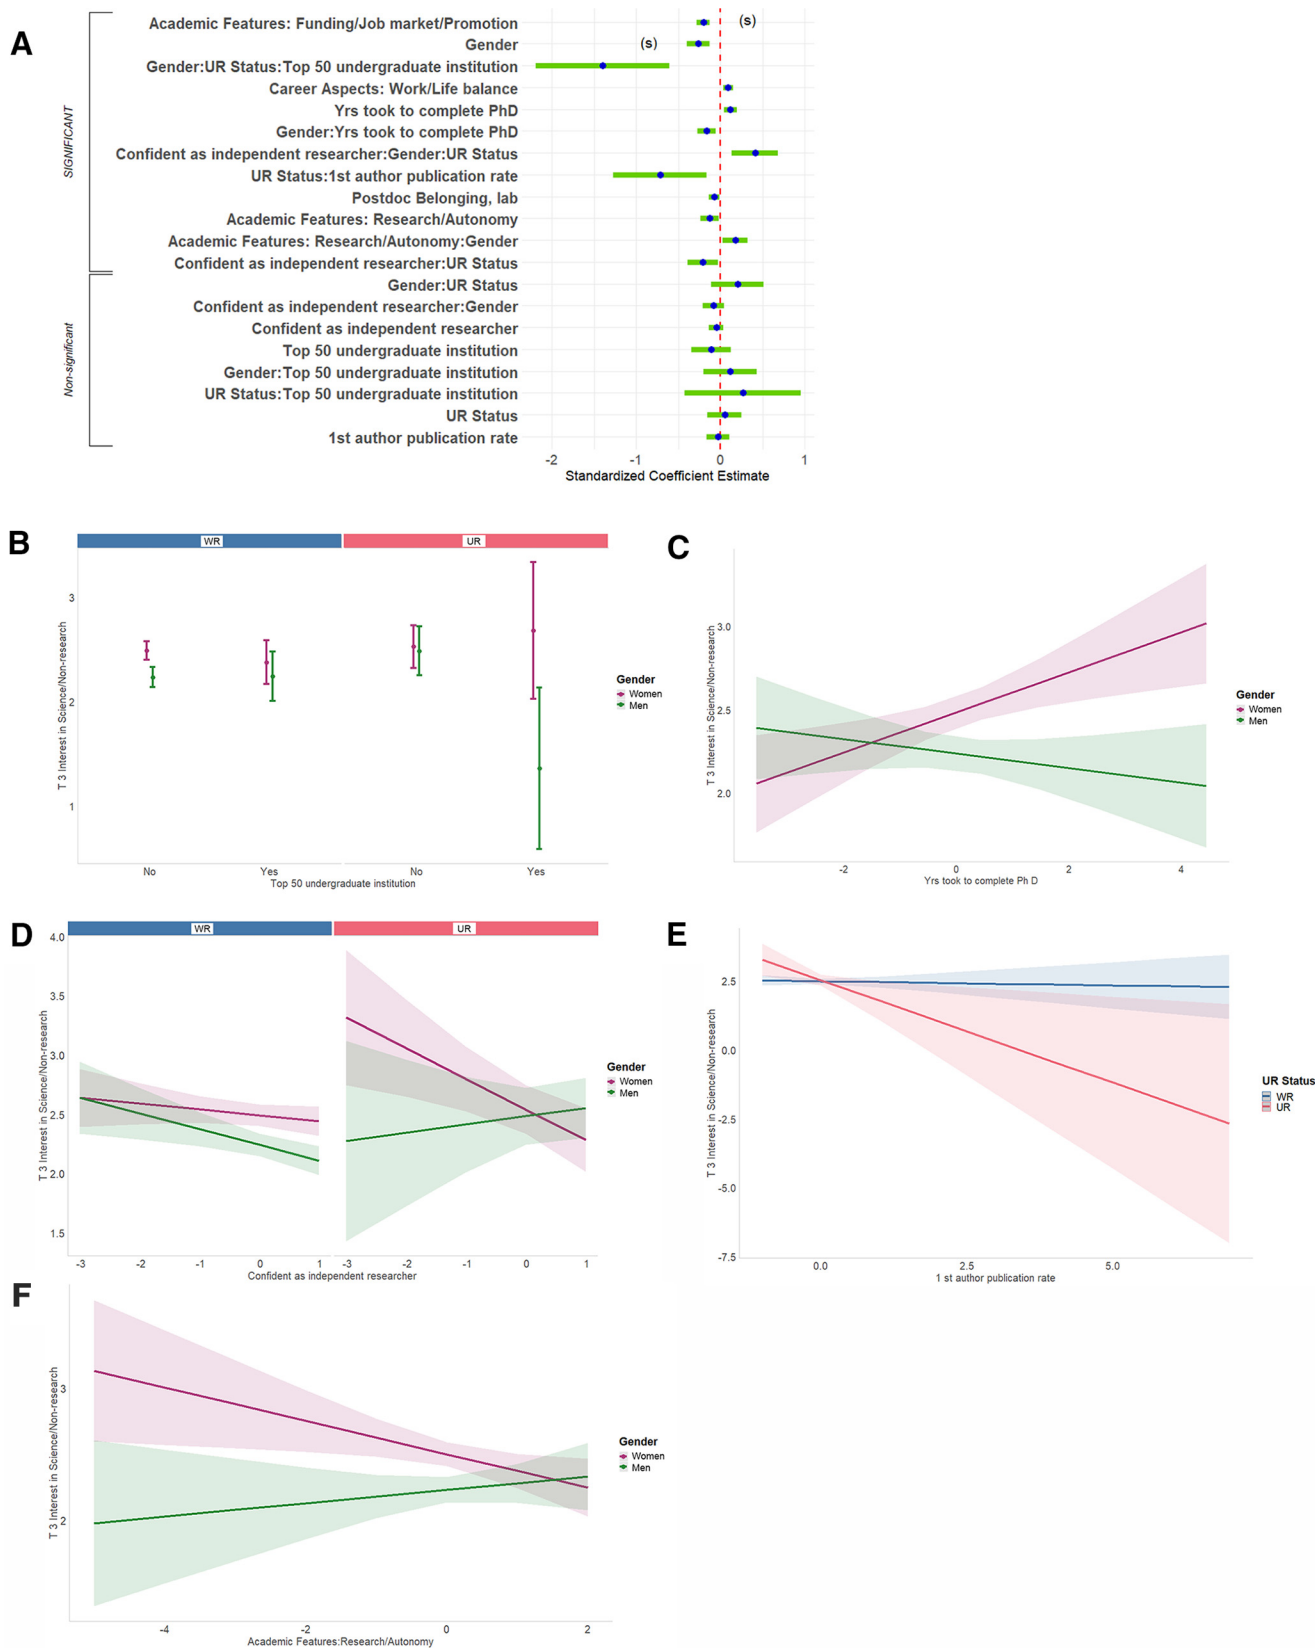 A
SIGNIFICANT
Non-significant
Academic Features: Funding/Job market/Promotion
Gender
Gender:UR Status:Top 50 undergraduate institution
Career Aspects: Work/Life balance
Yrs took to complete PhD
Gender:Yrs took to complete PhD
Confident as independent researcher:Gender:UR Status
UR Status:1st author publication rate
Postdoc Belonging, lab
Academic Features: Research/Autonomy
Academic Features: Research/Autonomy:Gender
Confident as independent researcher:UR Status
Gender:UR Status
Confident as independent researcher:Gender
Confident as independent researcher
Top 50 undergraduate institution
Gender:Top 50 undergraduate institution
UR Status:Top 50 undergraduate institution
UR Status
1st author publication rate
(s)
(s)
-2 -1 0 1
Standardized Coefficient Estimate
B
WR UR
T 3 Interest in Science/Non-research
3
2
1
No Yes No Yes
Top 50 undergraduate institution
Gender
Women
Men
C
T 3 Interest in Science/Non-research
3.0
2.5
2.0
-2 0 2 4
Yrs took to complete Ph D
Gender
Women
Men
D
WR UR
T 3 Interest in Science/Non-research
4.0
3.5
3.0
2.5
2.0
1.5
-3 -2 -1 0 1 -3 -2 -1 0 1
Confident as independent researcher
Gender
Women
Men
E
T 3 Interest in Science/Non-research
2.5
0.0
-2.5
-5.0
-7.5
0.0 2.5 5.0
1 st author publication rate
UR Status
WR
UR
F
T 3 Interest in Science/Non-research
3
2
-4 -2 0 2
Academic Features:Research/Autonomy
Gender
Women
Men